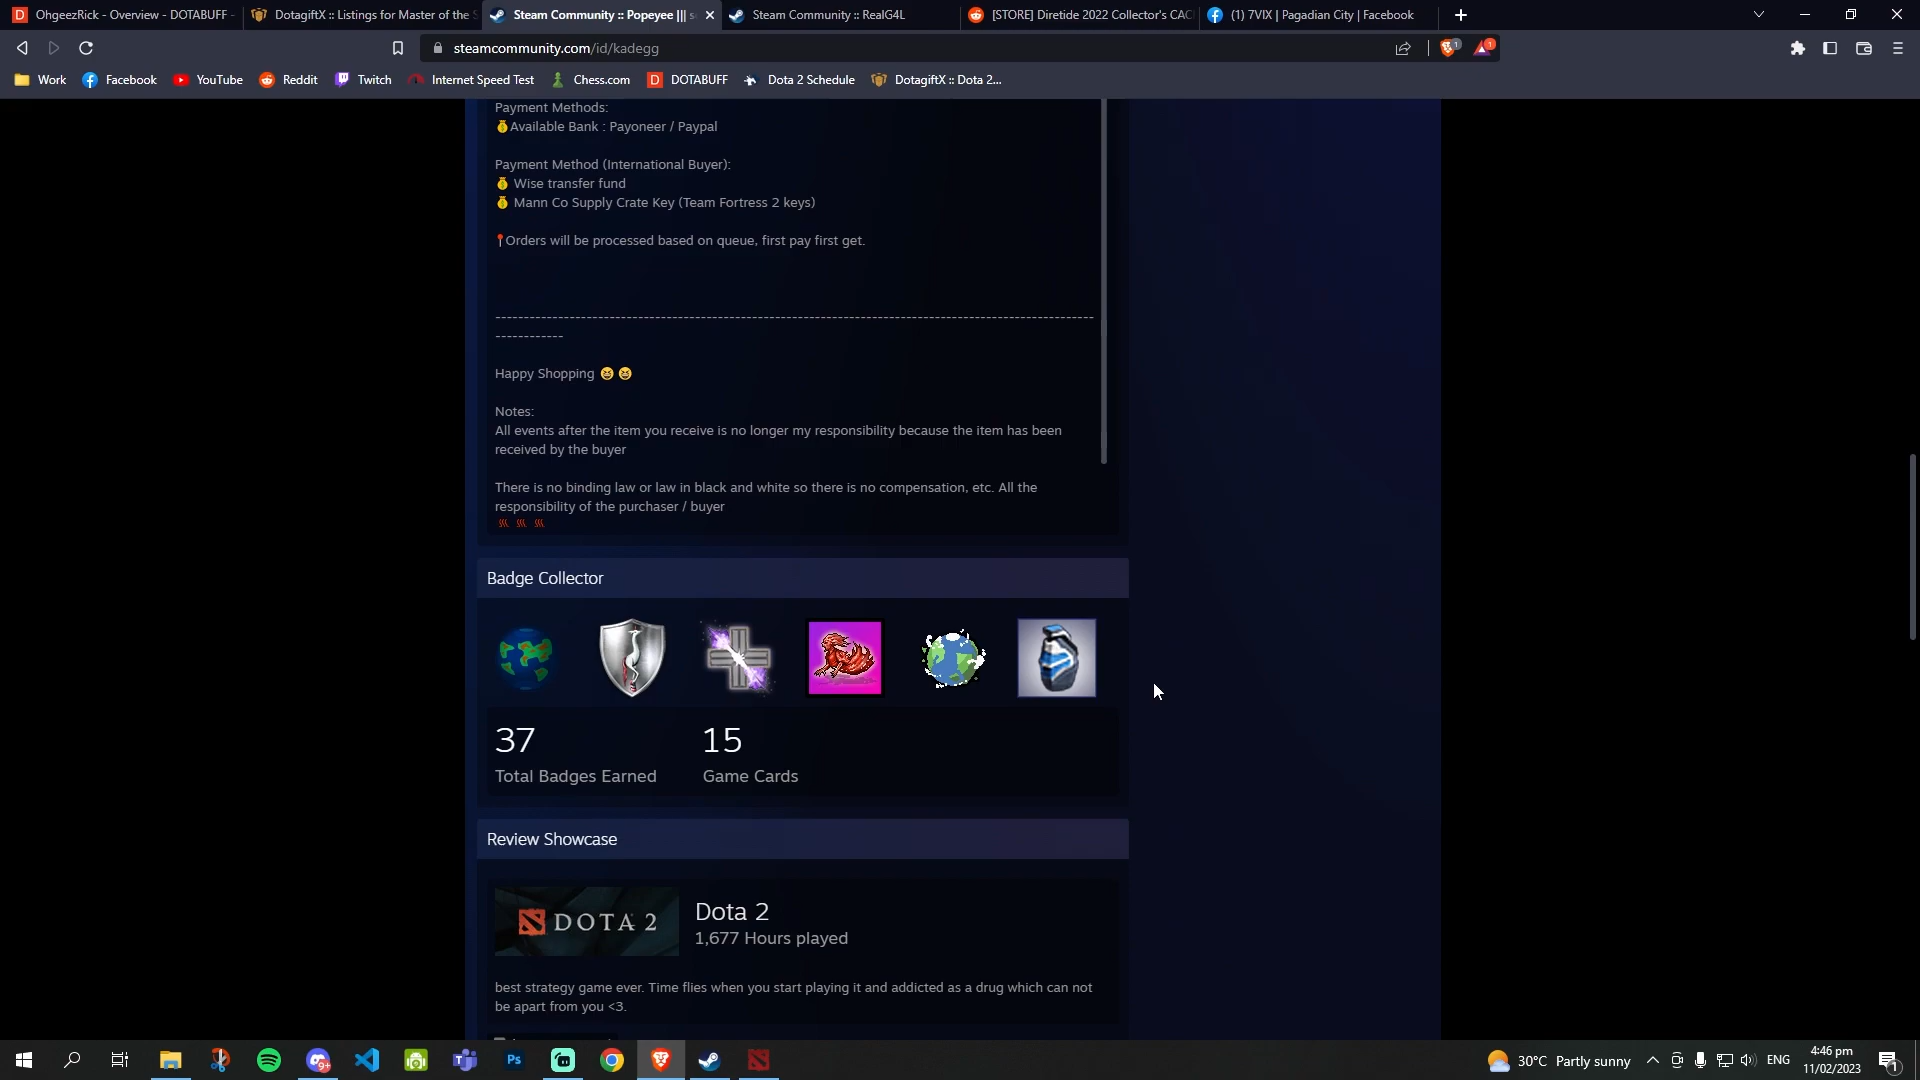 OhgeezRick - Overview - DOTABUFF -
DotagiftX :: Listings for Master of the S
Steam Community :: Popeyee ||| s
Steam Community :: RealG4L
[STORE] Diretide 2022 Collector's CAC
(1) 7VIX | Pagadian City | Facebook
steamcommunity.com/id/kadegg
1
1
Work
Facebook
YouTube
Reddit
Twitch
Internet Speed Test
Chess.com
DOTABUFF
Dota 2 Schedule
DotagiftX :: Dota 2...
Payment Methods:
💰Available Bank : Payoneer / Paypal
Payment Method (International Buyer):
💰 Wise transfer fund
💰 Mann Co Supply Crate Key (Team Fortress 2 keys)
📍Orders will be processed based on queue, first pay first get.
Happy Shopping 😆 😆
Notes:
All events after the item you receive is no longer my responsibility because the item has been
received by the buyer
There is no binding law or law in black and white so there is no compensation, etc. All the
responsibility of the purchaser / buyer
Badge Collector
37
15
Total Badges Earned
Game Cards
Review Showcase
DOTA 2
Dota 2
1,677 Hours played
best strategy game ever. Time flies when you start playing it and addicted as a drug which can not
be apart from you <3.
9+
Ps
30°C Partly sunny
ENG
4:46 pm
11/02/2023
1